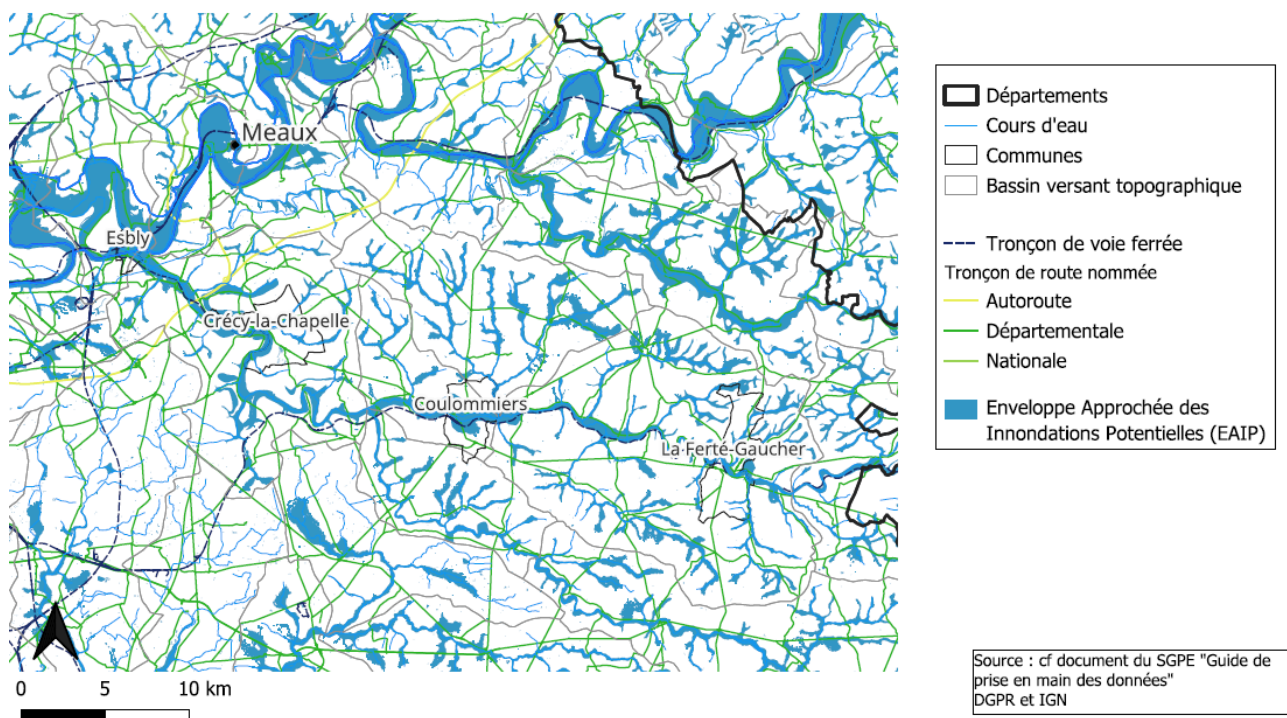 Meaux
Esbly
Crécy-la-Chapelle
Coulommiers
La Ferté-Gaucher
0 5 10 km
Départements
Cours d'eau
Communes
Bassin versant topographique
Tronçon de voie ferrée
Tronçon de route nommée
Autoroute
Départementale
Nationale
Enveloppe Approchée des
Innondations Potentielles (EAIP)
Source : cf document du SGPE "Guide de
prise en main des données"
DGPR et IGN